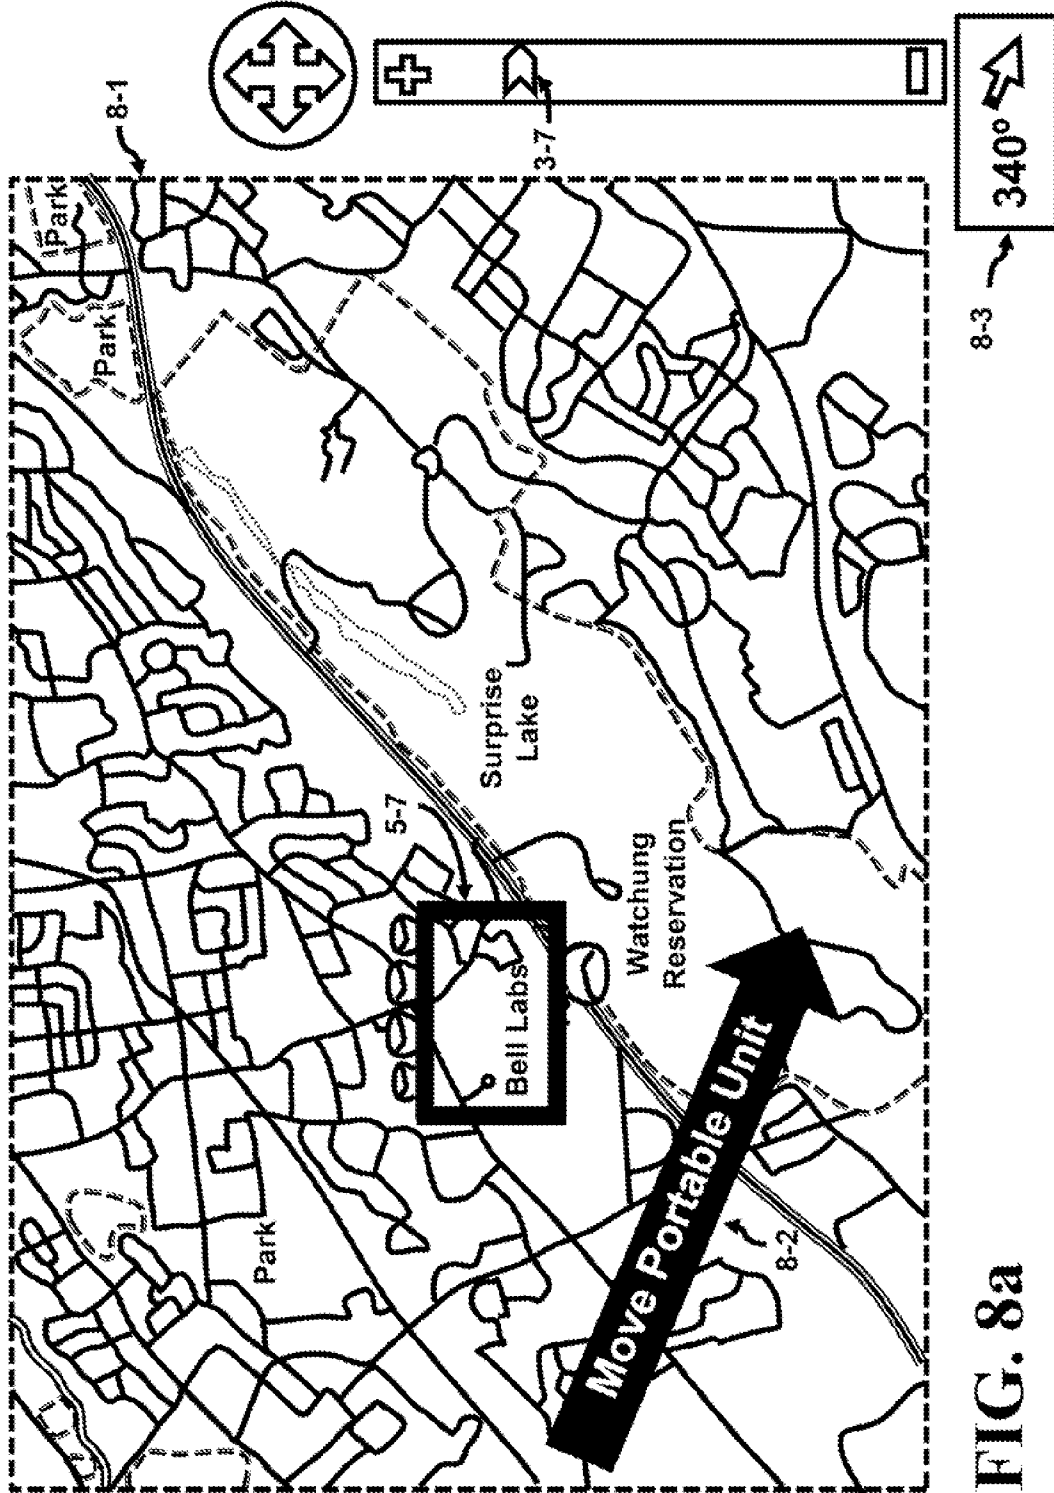 8-1
Park
Park
3-7
340°
8-3
5-7
Surprise
Lake
Watchung
Reservation
Bell Labs
Park
Move Portable Unit
8-2
FIG. 8a